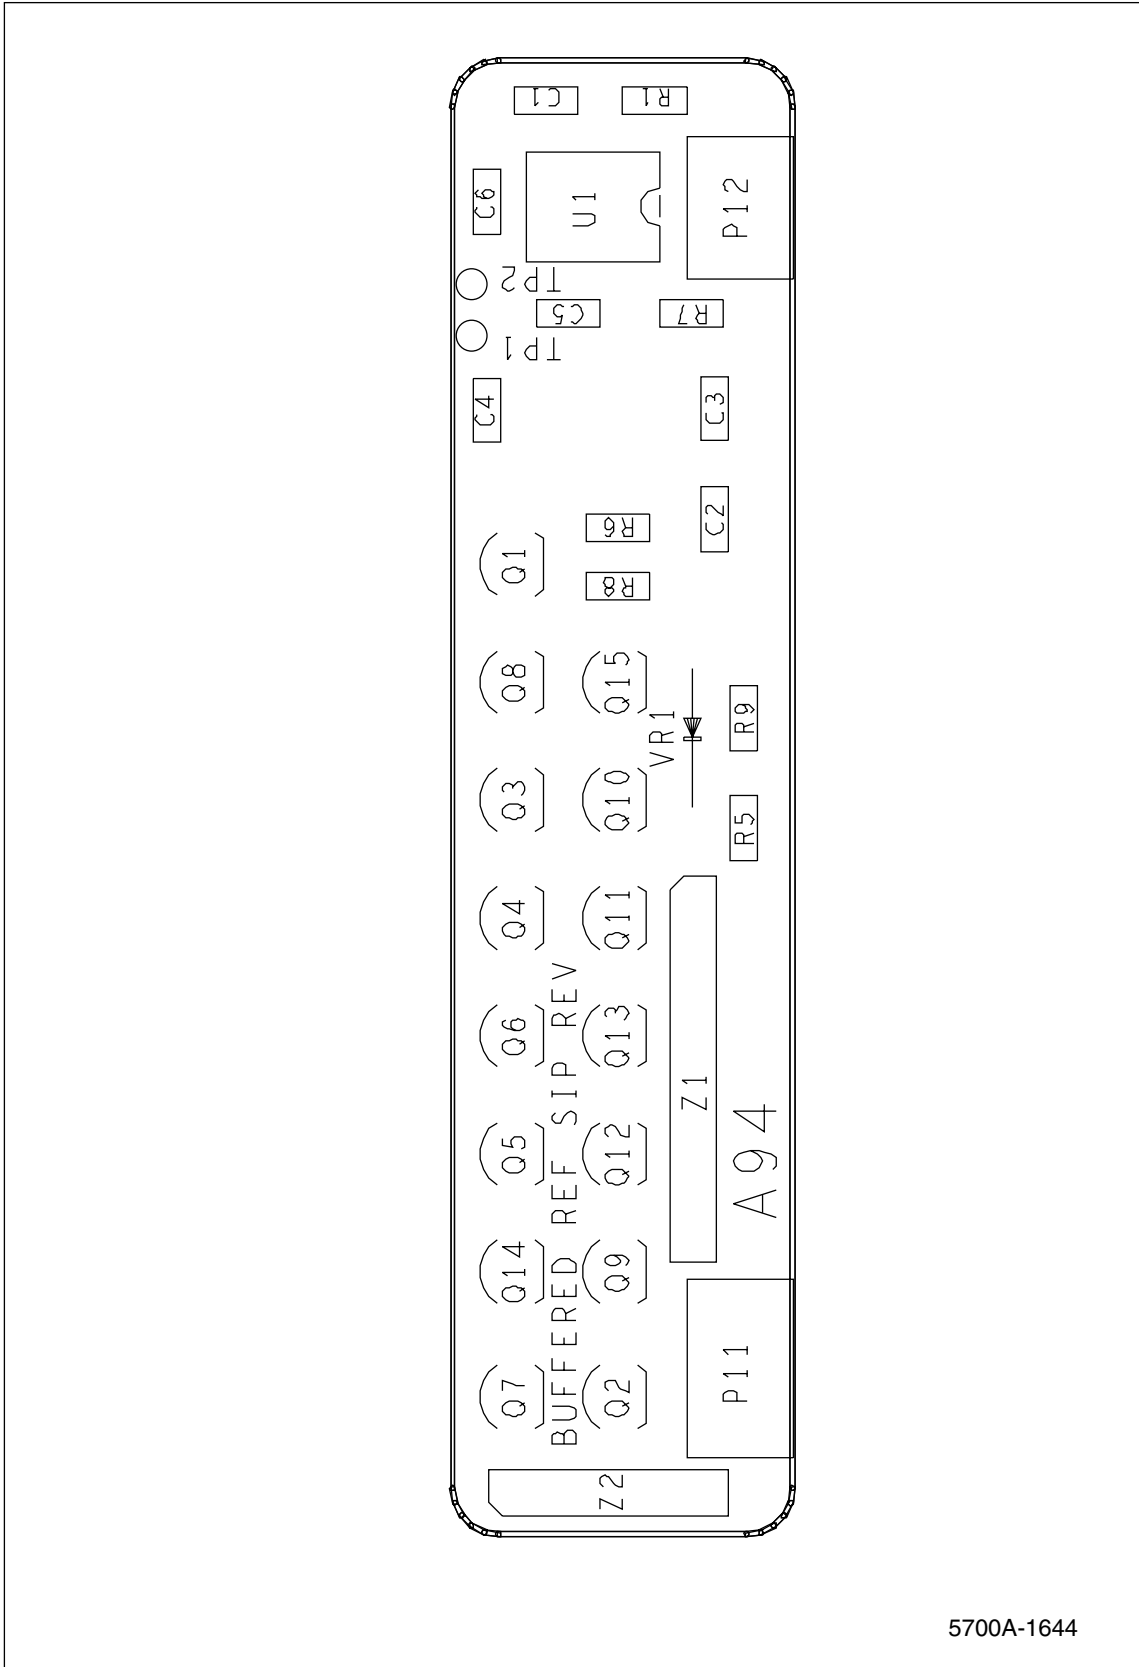 C1
R1
C6
U1
P12
TP2
C5
R7
TP1
C4
C3
C2
R6
Q1
R8
Q8
Q15
VR1
R9
Q3
Q10
R5
Q4
Q11
Q6
Q13
Z1
A94
Q5
Q12
BUFFERED REF SIP REV
Q14
Q9
P11
Q7
Q2
Z2
5700A-1644